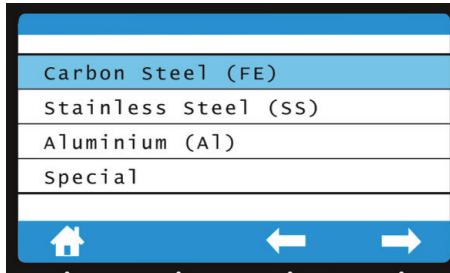 Carbon Steel (FE)
Stainless Steel (SS)
Aluminium (Al)
Special